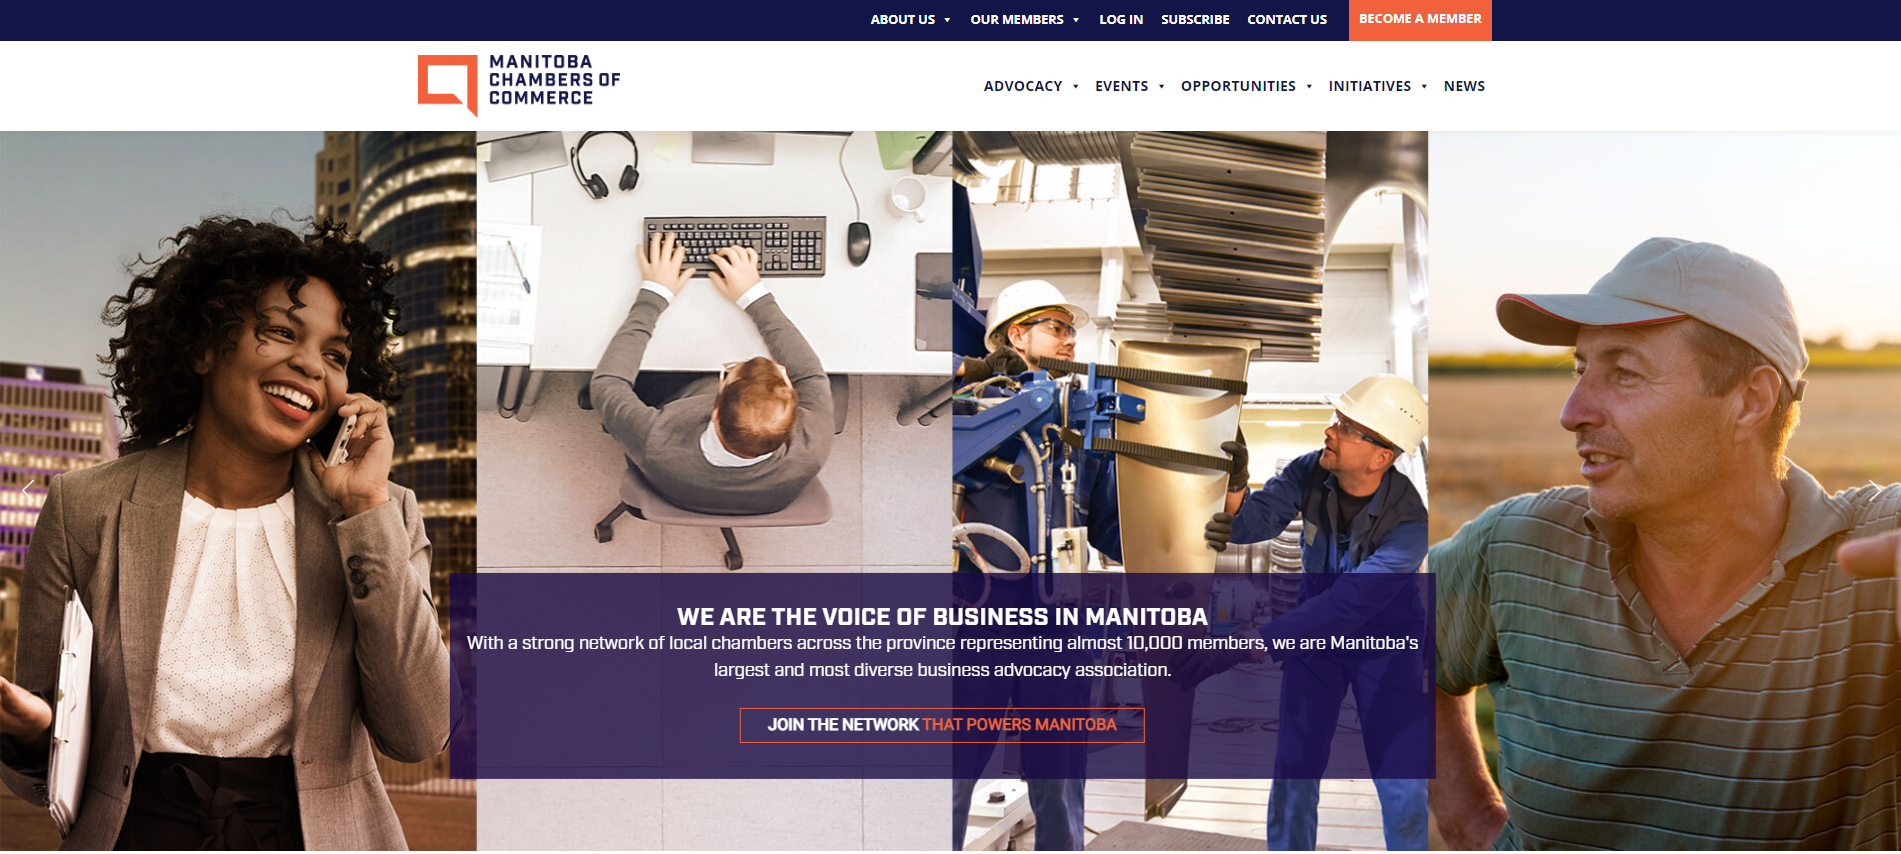 ABOUT US OUR MEMBERS LOG IN SUBSCRIBE CONTACT US BECOME A MEMBER
MANITOBA
CHAMBERS OF
COMMERCE
ADVOCACY EVENTS OPPORTUNITIES INITIATIVES NEWS
WE ARE THE VOICE OF BUSINESS IN MANITOBA
With a strong network of local chambers across the province representing almost 10,000 members, we are Manitoba's
largest and most diverse business advocacy association.
JOIN THE NETWORK THAT POWERS MANITOBA